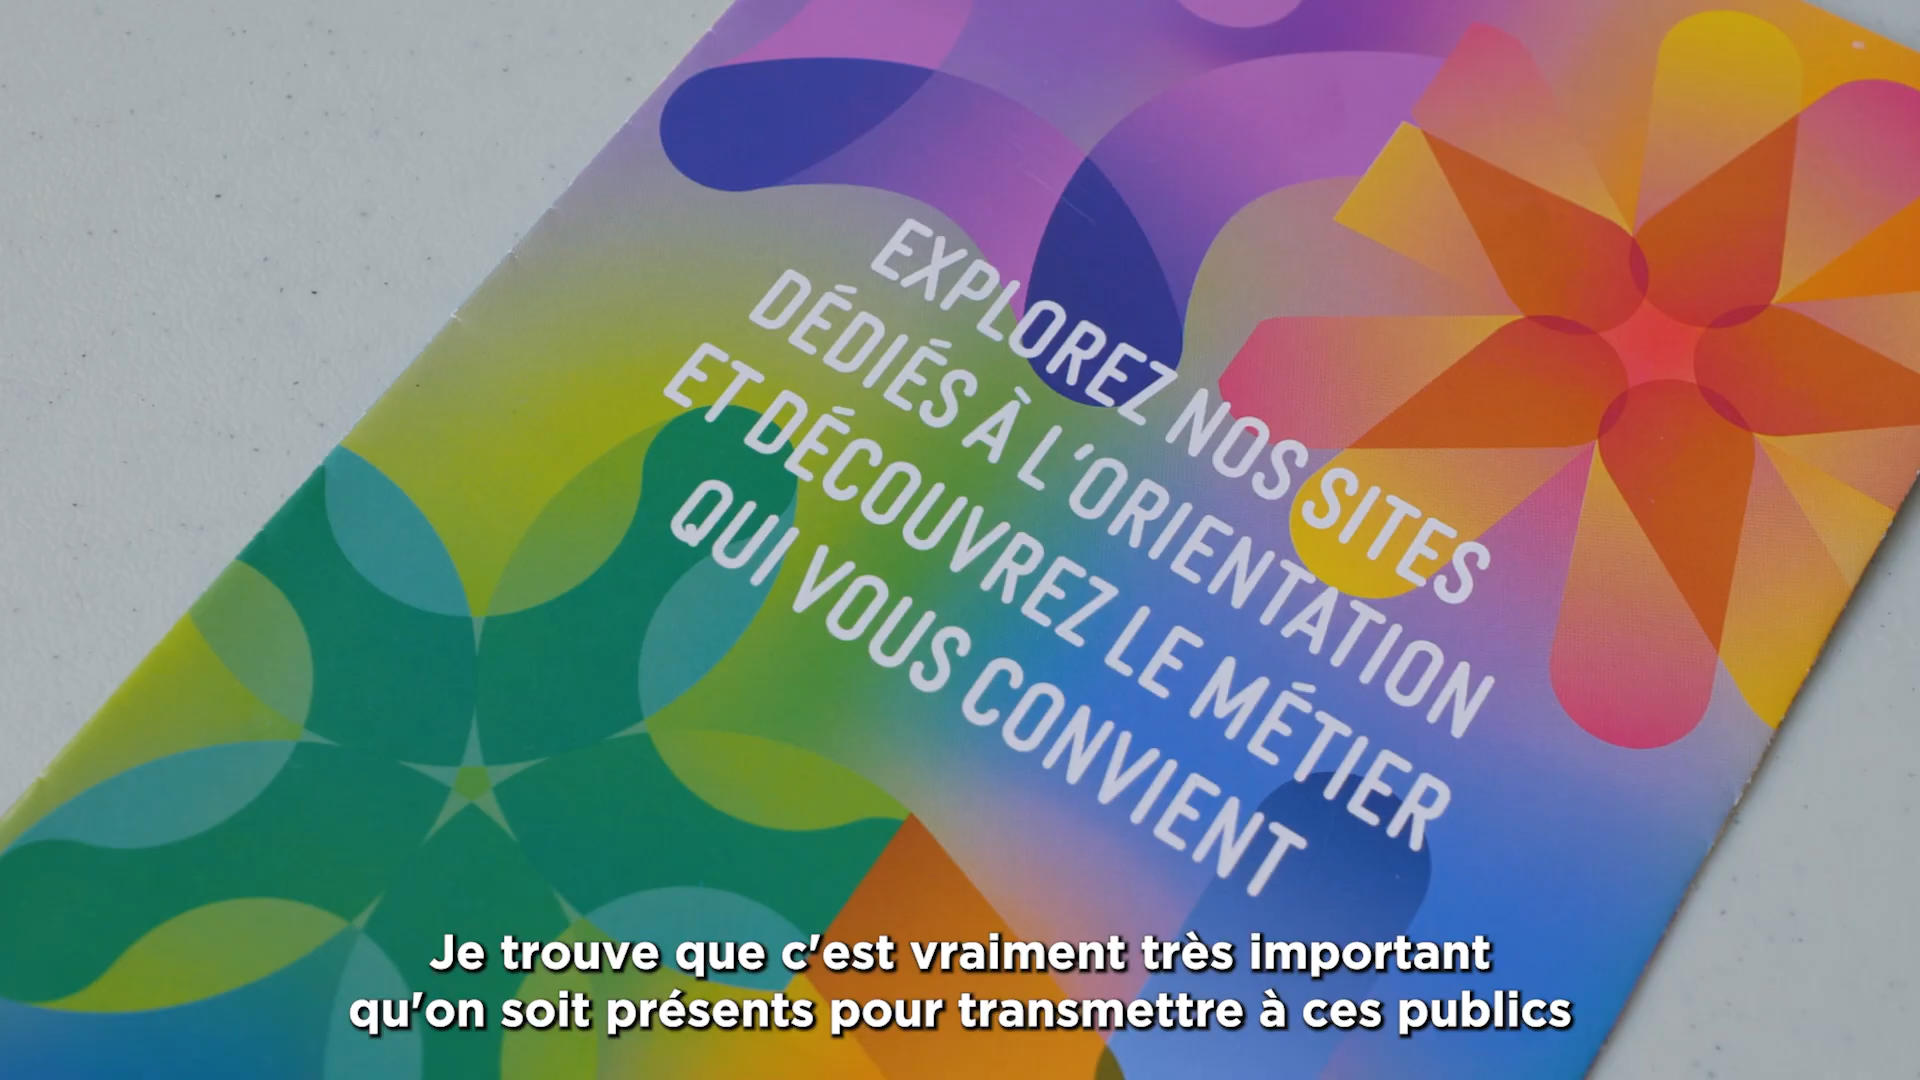 EXPLOREZ NOS SITES
DÉDIÉS À L'ORIENTATION
ET DÉCOUVREZ LE MÉTIER
QUI VOUS CONVIENT
Je trouve que c'est vraiment très important
qu'on soit présents pour transmettre à ces publics